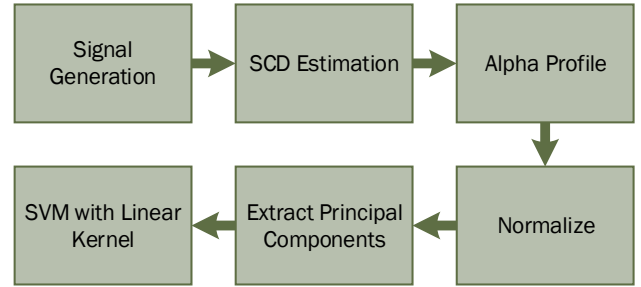 Signal
Generation
SCD Estimation
Alpha Profile
Normalize
Extract Principal
Components
SVM with Linear
Kernel